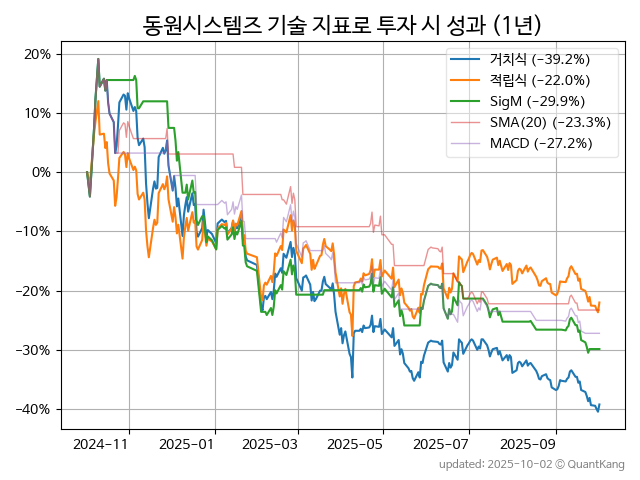 동원시스템즈 기술 지표로 투자 시 성과 (1년)
거치식 (−39.2%)
적립식 (−22.0%)
SigM (−29.9%)
SMA(20) (−23.3%)
MACD (−27.2%)
20%
10%
0%
−10%
−20%
−30%
−40%
2024-11 2025-01 2025-03 2025-05 2025-07 2025-09
updated: 2025-10-02 © QuantKang